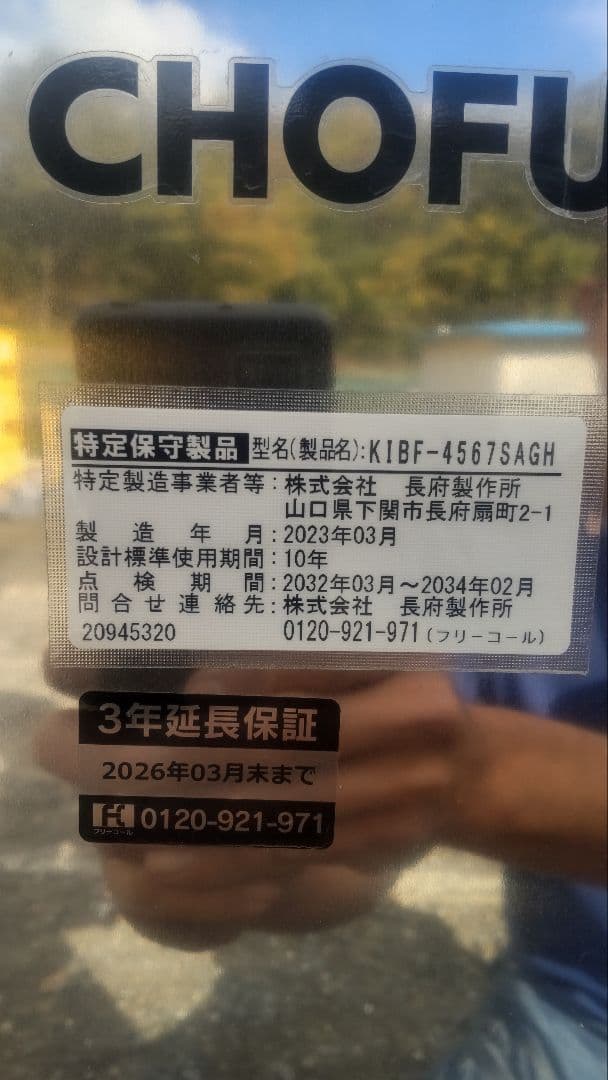 CHOFU
特定保守製品 型名(製品名):KIBF-4567SAGH
特定製造事業者等:株式会社 長府製作所
山口県下関市長府扇町2-1
製造年月:2023年03月
設計標準使用期間:10年
点検期間:2032年03月〜2034年02月
問合せ連絡先:株式会社 長府製作所
20945320 0120-921-971(フリーコール)
3年延長保証
2026年03月末まで
フリーコール 0120-921-971